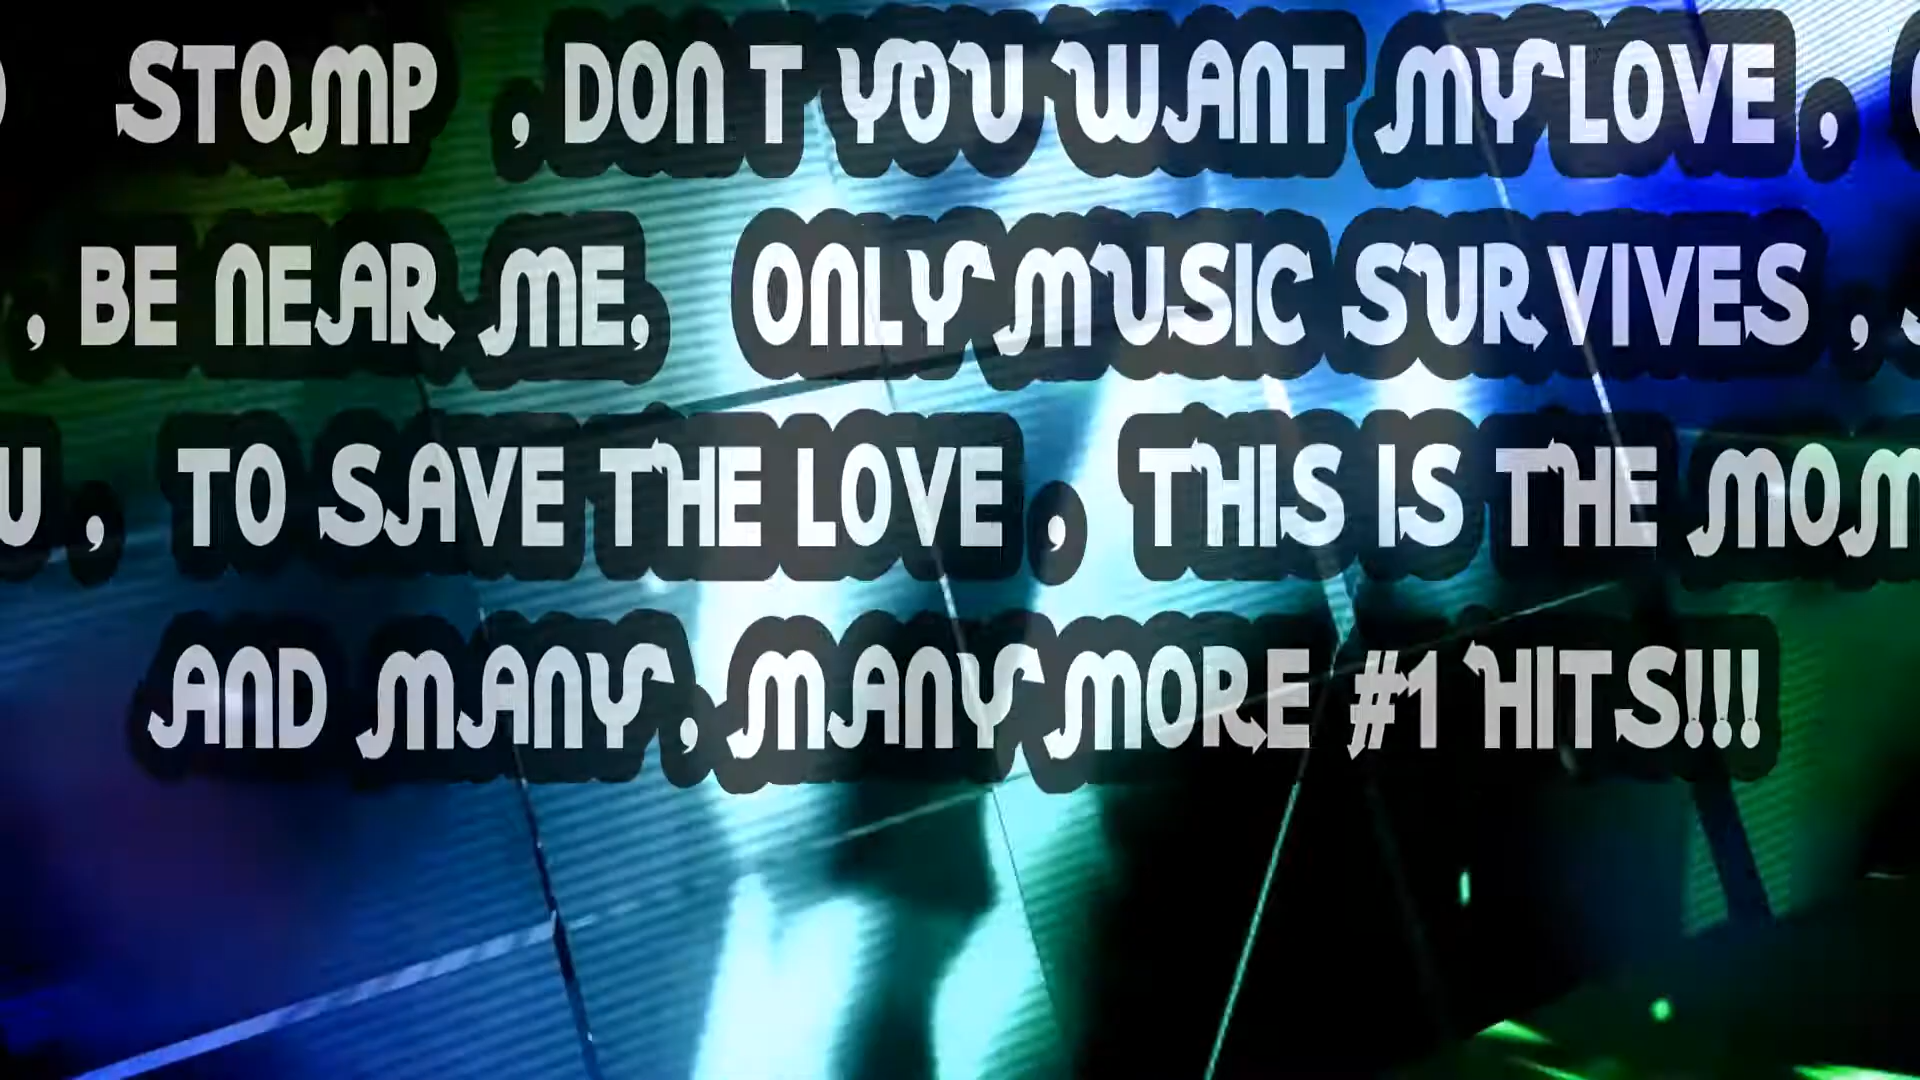 STOMP , DON T YOU WANT MY LOVE ,
, BE NEAR ME, ONLY MUSIC SURVIVES ,
U , TO SAVE THE LOVE , THIS IS THE MOM
AND MANY , MANY MORE #1 HITS!!!